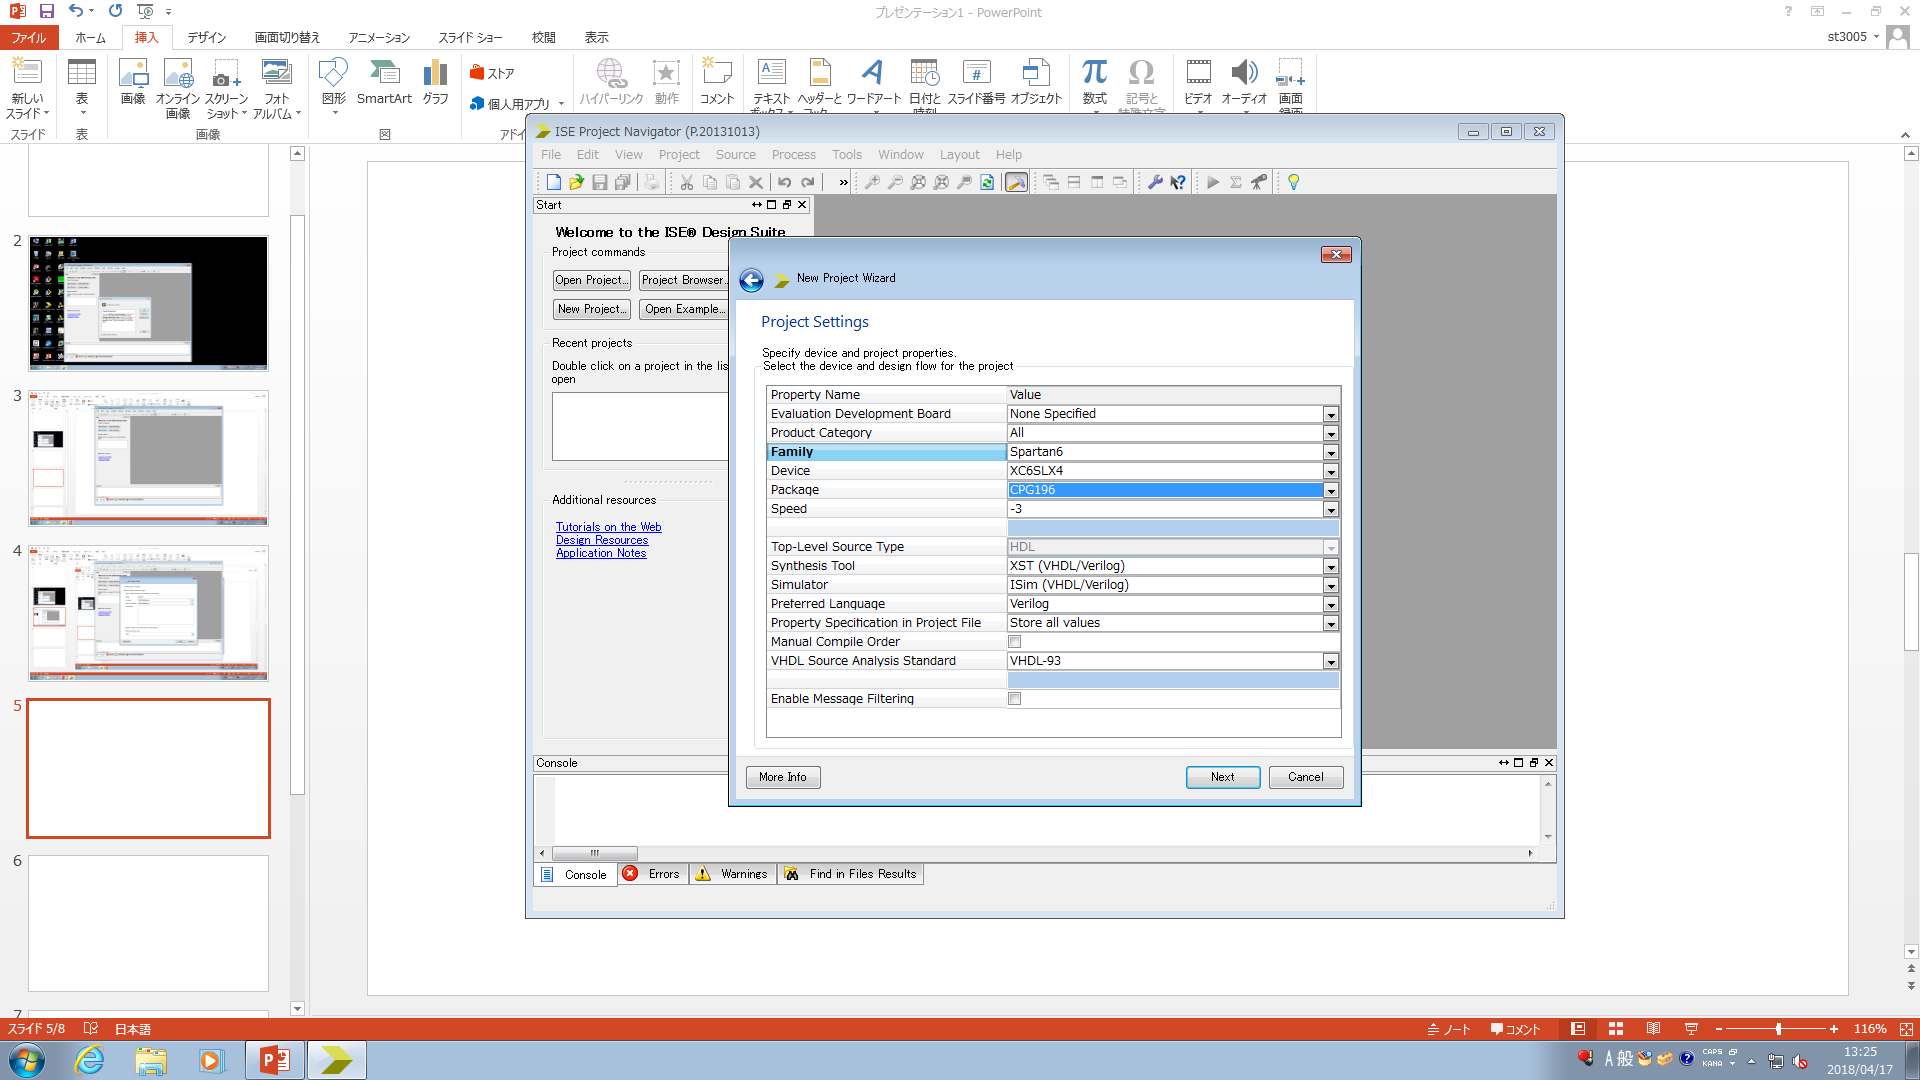 プレゼンテーション1 - PowerPoint
ファイル ホーム 挿入 デザイン 画面切り替え アニメーション スライド ショー 校閲 表示
st3005
新しい スライド
表
画像
オンライン 画像
スクリーン ショット
フォト アルバム
図形
SmartArt
グラフ
ストア
個人用アプリ
ハイパーリンク
動作
コメント
テキスト
ヘッダーと
ワードアート
日付と 時刻
スライド番号
オブジェクト
数式
記号と
ビデオ
オーディオ
画面
スライド 表 画像 図 アドイ
ISE Project Navigator (P.20131013)
File Edit View Project Source Process Tools Window Layout Help
Start
Welcome to the ISE® Design Suite
Project commands
Open Project... Project Browser...
New Project... Open Example...
Recent projects
Double click on a project in the lis
open
Additional resources
Tutorials on the Web
Design Resources
Application Notes
New Project Wizard
Project Settings
Specify device and project properties.
Select the device and design flow for the project
Property Name Value
Evaluation Development Board None Specified
Product Category All
Family Spartan6
Device XC6SLX4
Package CPG196
Speed -3
Top-Level Source Type HDL
Synthesis Tool XST (VHDL/Verilog)
Simulator ISim (VHDL/Verilog)
Preferred Language Verilog
Property Specification in Project File Store all values
Manual Compile Order
VHDL Source Analysis Standard VHDL-93
Enable Message Filtering
More Info Next Cancel
Console
Console Errors Warnings Find in Files Results
2
3
4
5
6
7
スライド 5/8 日本語
ノート コメント 116%
A 般 CAPS KANA
13:25
2018/04/17